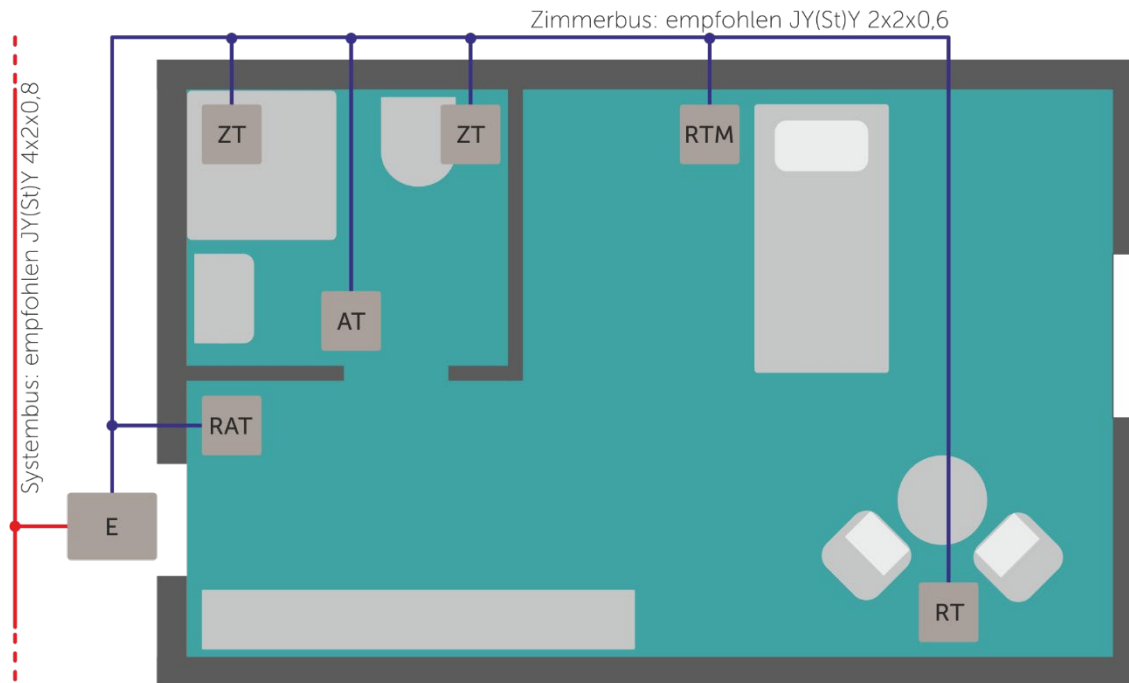 Zimmerbus: empfohlen JY(St)Y 2x2x0,6
Systembus: empfohlen JY(St)Y 4x2x0,8
ZT
ZT
RTM
AT
RAT
E
RT